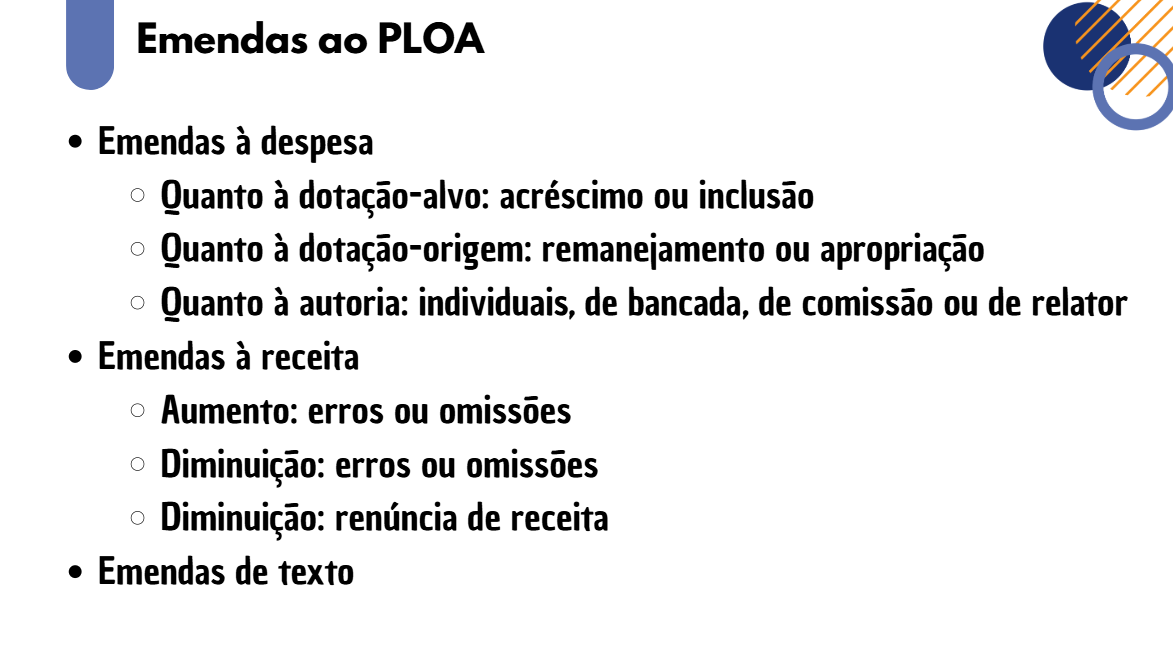 Emendas ao PLOA
• Emendas à despesa
○ Quanto à dotação-alvo: acréscimo ou inclusão
○ Quanto à dotação-origem: remanejamento ou apropriação
○ Quanto à autoria: individuais, de bancada, de comissão ou de relator
• Emendas à receita
○ Aumento: erros ou omissões
○ Diminuição: erros ou omissões
○ Diminuição: renúncia de receita
• Emendas de texto